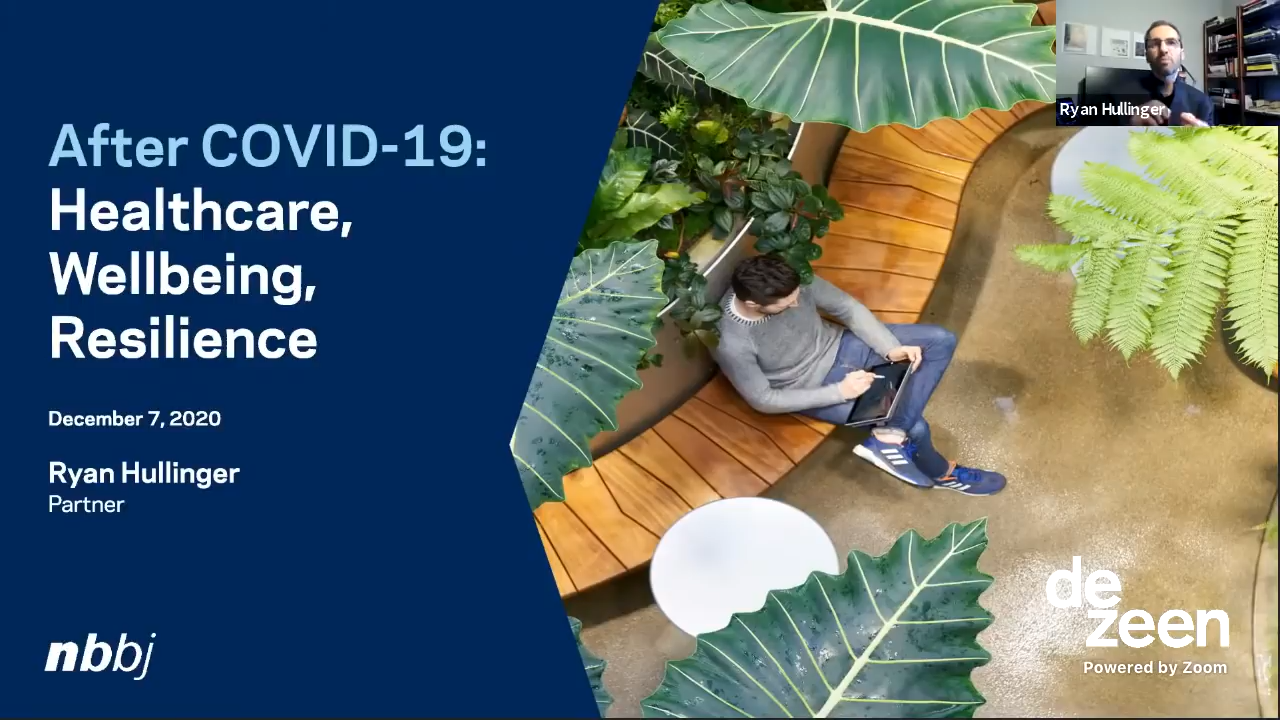 After COVID-19:
Healthcare,
Wellbeing,
Resilience
December 7, 2020
Ryan Hullinger
Partner
nbbj
Ryan Hullinger
de
zeen
Powered by Zoom